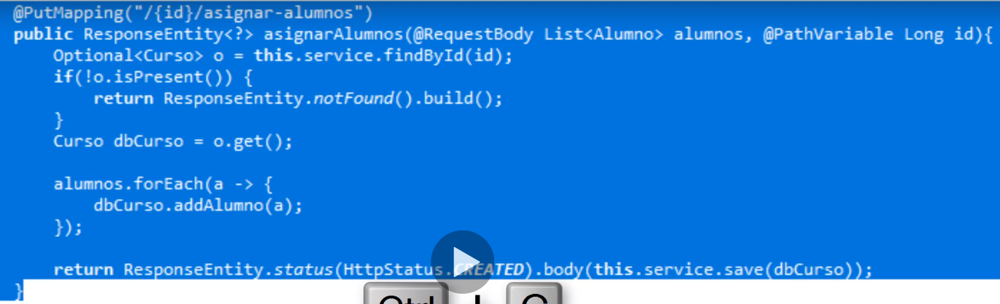 @PutMapping("/{id}/asignar-alumnos")
public ResponseEntity<?> asignarAlumnos(@RequestBody List<Alumno> alumnos, @PathVariable Long id){
Optional<Curso> o = this.service.findById(id);
if(!o.isPresent()) {
return ResponseEntity.notFound().build();
}
Curso dbCurso = o.get();
alumnos.forEach(a -> {
dbCurso.addAlumno(a);
});
return ResponseEntity.status(HttpStatus.CREATED).body(this.service.save(dbCurso));
}
Ctrl +